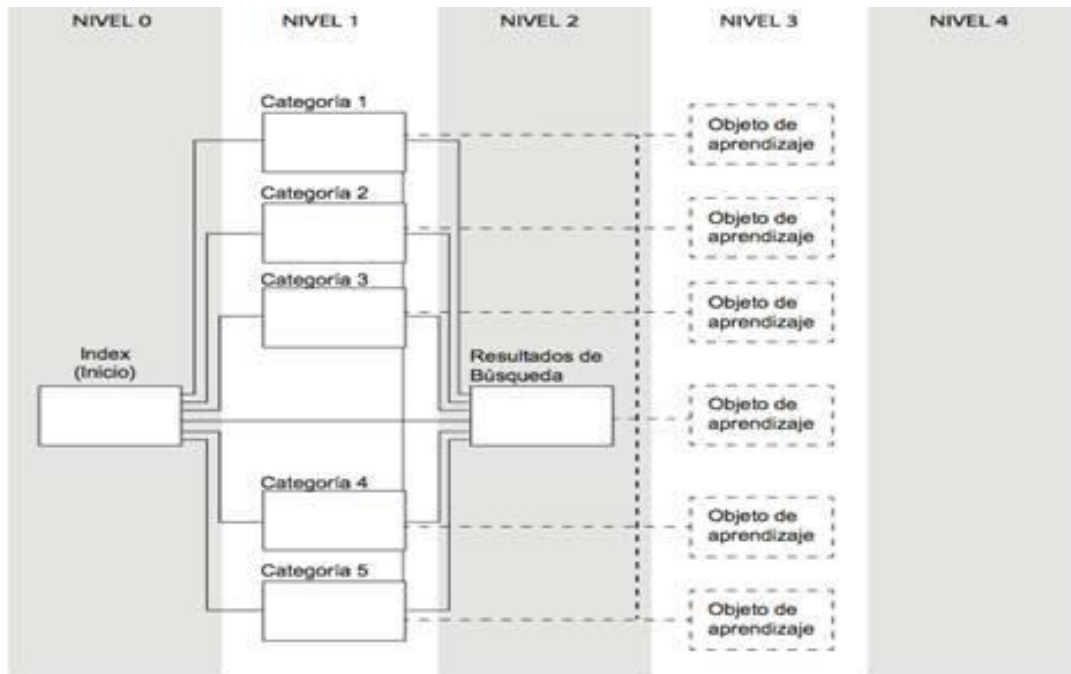 NIVEL 0
NIVEL 1
NIVEL 2
NIVEL 3
NIVEL 4
Categoría 1
Objeto de
aprendizaje
Categoría 2
Objeto de
aprendizaje
Categoría 3
Objeto de
aprendizaje
Index
(Inicio)
Resultados de
Búsqueda
Objeto de
aprendizaje
Categoría 4
Objeto de
aprendizaje
Categoría 5
Objeto de
aprendizaje